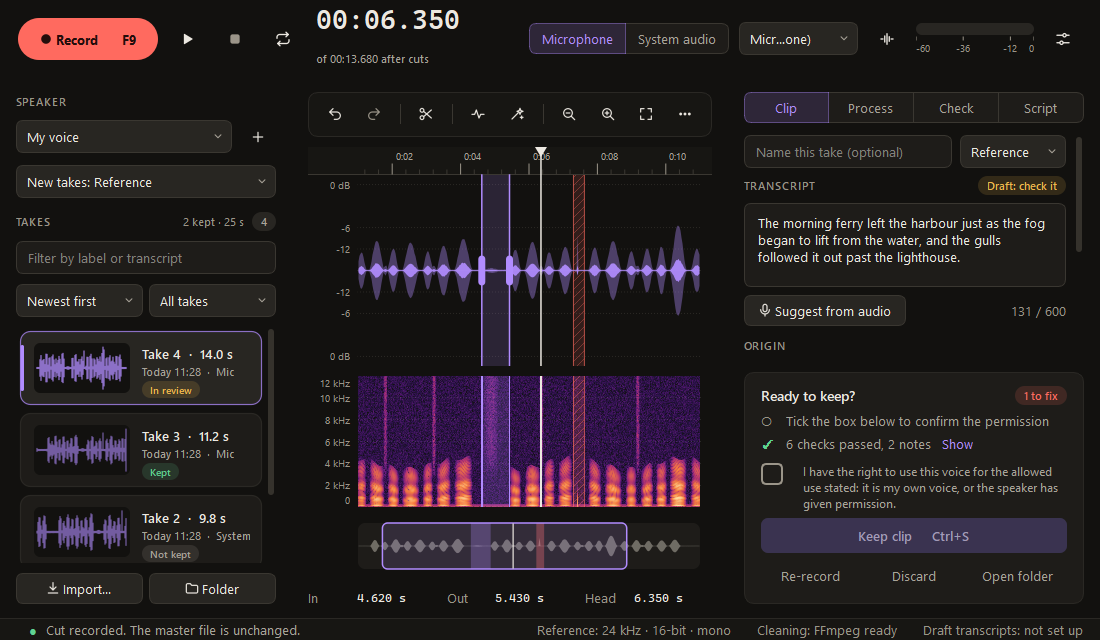 Record F9
00:06.350
of 00:13.680 after cuts
Microphone
System audio
Micr...one)
-60 -36 -12 0
SPEAKER
My voice
New takes: Reference
TAKES
2 kept · 25 s
4
Filter by label or transcript
Newest first
All takes
Take 4 · 14.0 s
Today 11:28 · Mic
In review
Take 3 · 11.2 s
Today 11:28 · Mic
Kept
Take 2 · 9.8 s
Today 11:28 · System
Not kept
Import...
Folder
0:02 0:04 0:06 0:08 0:10
0 dB
-6
-12
-12
-6
0 dB
12 kHz
10 kHz
8 kHz
6 kHz
4 kHz
2 kHz
0
In 4.620 s Out 5.430 s Head 6.350 s
Clip
Process
Check
Script
Name this take (optional)
Reference
TRANSCRIPT
Draft: check it
The morning ferry left the harbour just as the fog
began to lift from the water, and the gulls
followed it out past the lighthouse.
Suggest from audio
131 / 600
ORIGIN
Ready to keep?
1 to fix
Tick the box below to confirm the permission
6 checks passed, 2 notes Show
I have the right to use this voice for the allowed
use stated: it is my own voice, or the speaker has
given permission.
Keep clip Ctrl+S
Re-record
Discard
Open folder
Cut recorded. The master file is unchanged.
Reference: 24 kHz · 16-bit · mono
Cleaning: FFmpeg ready
Draft transcripts: not set up